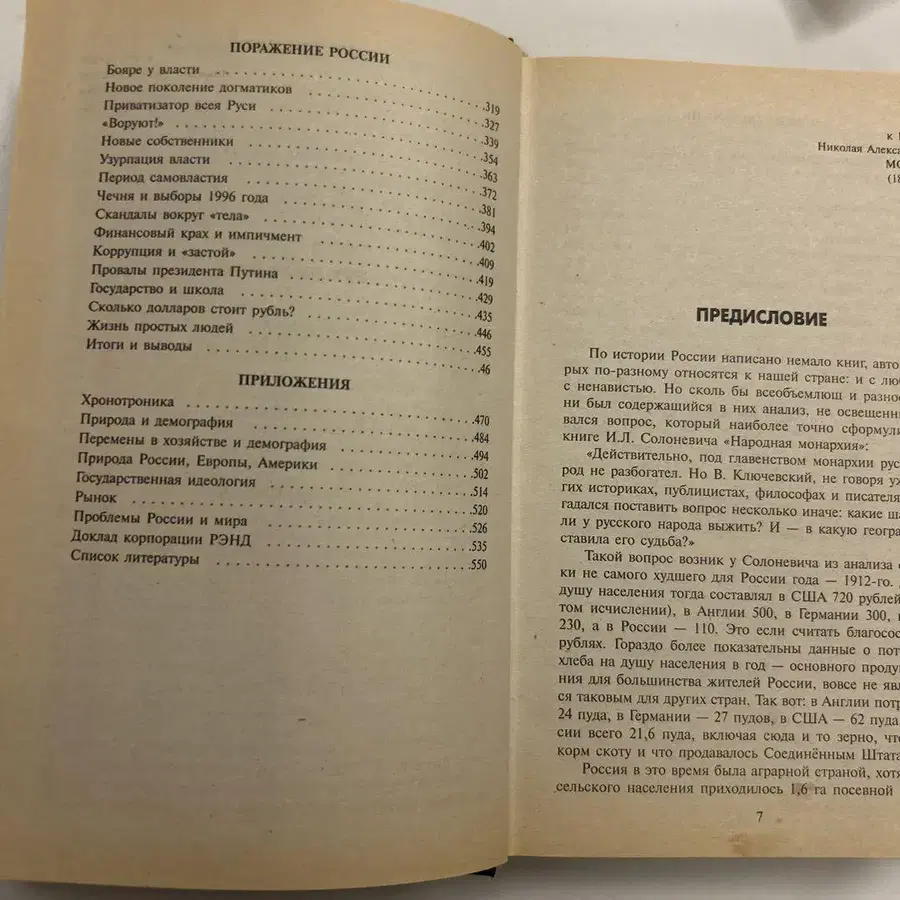 ПОРАЖЕНИЕ РОССИИ
Бояре у власти . . . . . . . . . . . . . . . . . . . . . . . . .319
Новое поколение догматиков . . . . . . . . . . . . . .327
Приватизатор всея Руси . . . . . . . . . . . . . . . . . .339
«Воруют!» . . . . . . . . . . . . . . . . . . . . . . . . . . . .354
Новые собственники . . . . . . . . . . . . . . . . . . . . .363
Узурпация власти . . . . . . . . . . . . . . . . . . . . . . .372
Период самовластия . . . . . . . . . . . . . . . . . . . . .381
Чечня и выборы 1996 года . . . . . . . . . . . . . . . .394
Скандалы вокруг «тела» . . . . . . . . . . . . . . . . . .402
Финансовый крах и импичмент . . . . . . . . . . . . .409
Коррупция и «застой» . . . . . . . . . . . . . . . . . . . .419
Провалы президента Путина . . . . . . . . . . . . . . .429
Государство и школа . . . . . . . . . . . . . . . . . . . . .435
Сколько долларов стоит рубль? . . . . . . . . . . . . .446
Жизнь простых людей . . . . . . . . . . . . . . . . . . . .455
Итоги и выводы . . . . . . . . . . . . . . . . . . . . . . . . .46
ПРИЛОЖЕНИЯ
Хронотроника . . . . . . . . . . . . . . . . . . . . . . . . . .470
Природа и демография . . . . . . . . . . . . . . . . . . .484
Перемены в хозяйстве и демография . . . . . . . . .494
Природа России, Европы, Америки . . . . . . . . . .502
Государственная идеология . . . . . . . . . . . . . . . .514
Рынок . . . . . . . . . . . . . . . . . . . . . . . . . . . . . . . .520
Проблемы России и мира . . . . . . . . . . . . . . . . .526
Доклад корпорации РЭНД . . . . . . . . . . . . . . . . .535
Список литературы . . . . . . . . . . . . . . . . . . . . . .550
к
Николая Алекса
МО
(18
ПРЕДИСЛОВИЕ
По истории России написано немало книг, авто
рых по-разному относятся к нашей стране: и с люб
с ненавистью. Но сколь бы всеобъемлющ и разнос
ни был содержащийся в них анализ, не освещенн
вался вопрос, который наиболее точно сформули
книге И.Л. Солоневича «Народная монархия»:
«Действительно, под главенством монархии рус
род не разбогател. Но В. Ключевский, не говоря уж
гих историках, публицистах, философах и писателя
гадался поставить вопрос несколько иначе: какие ша
ли у русского народа выжить? И — в какую геогра
ставила его судьба?»
Такой вопрос возник у Солоневича из анализа
ки не самого худшего для России года — 1912-го.
душу населения тогда составлял в США 720 рублей
том исчислении), в Англии 500, в Германии 300,
230, а в России — 110. Это если считать благосос
рублях. Гораздо более показательны данные о пот
хлеба на душу населения в год — основного проду
ния для большинства жителей России, вовсе не явл
ся таковым для других стран. Так вот: в Англии потр
24 пуда, в Германии — 27 пудов, в США — 62 пуда
сии всего 21,6 пуда, включая сюда и то зерно, что
корм скоту и что продавалось Соединённым Штата
Россия в это время была аграрной страной, хотя
сельского населения приходилось 1,6 га посевной
7